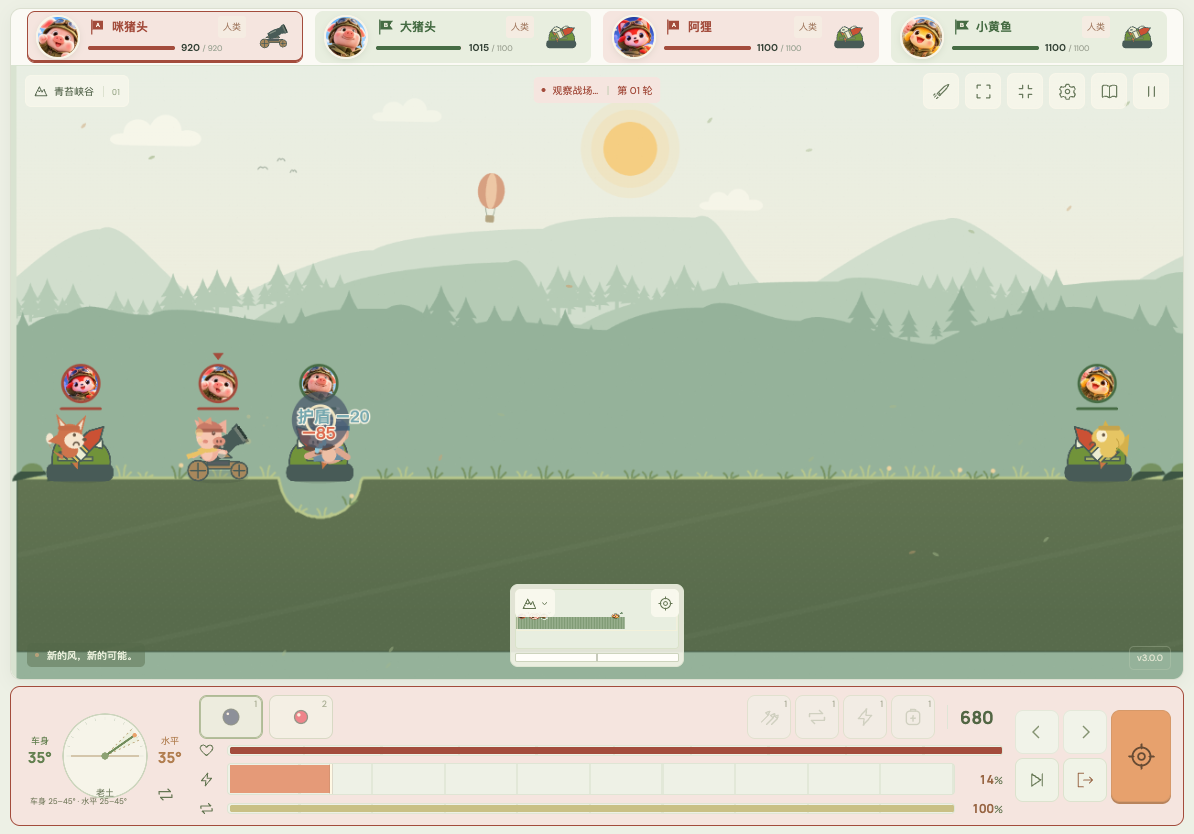 A 咪猪头 人类
920 / 920
B 大猪头 人类
1015 / 1100
A 阿狸 人类
1100 / 1100
B 小黄鱼 人类
1100 / 1100
青苔峡谷 01
观察战场… 第 01 轮
护盾 −20
−85
新的风，新的可能。
v3.0.0
1
2
1
1
1
1
680
车身
35°
水平
35°
老土
车身 25–45° · 水平 25–45°
14%
100%